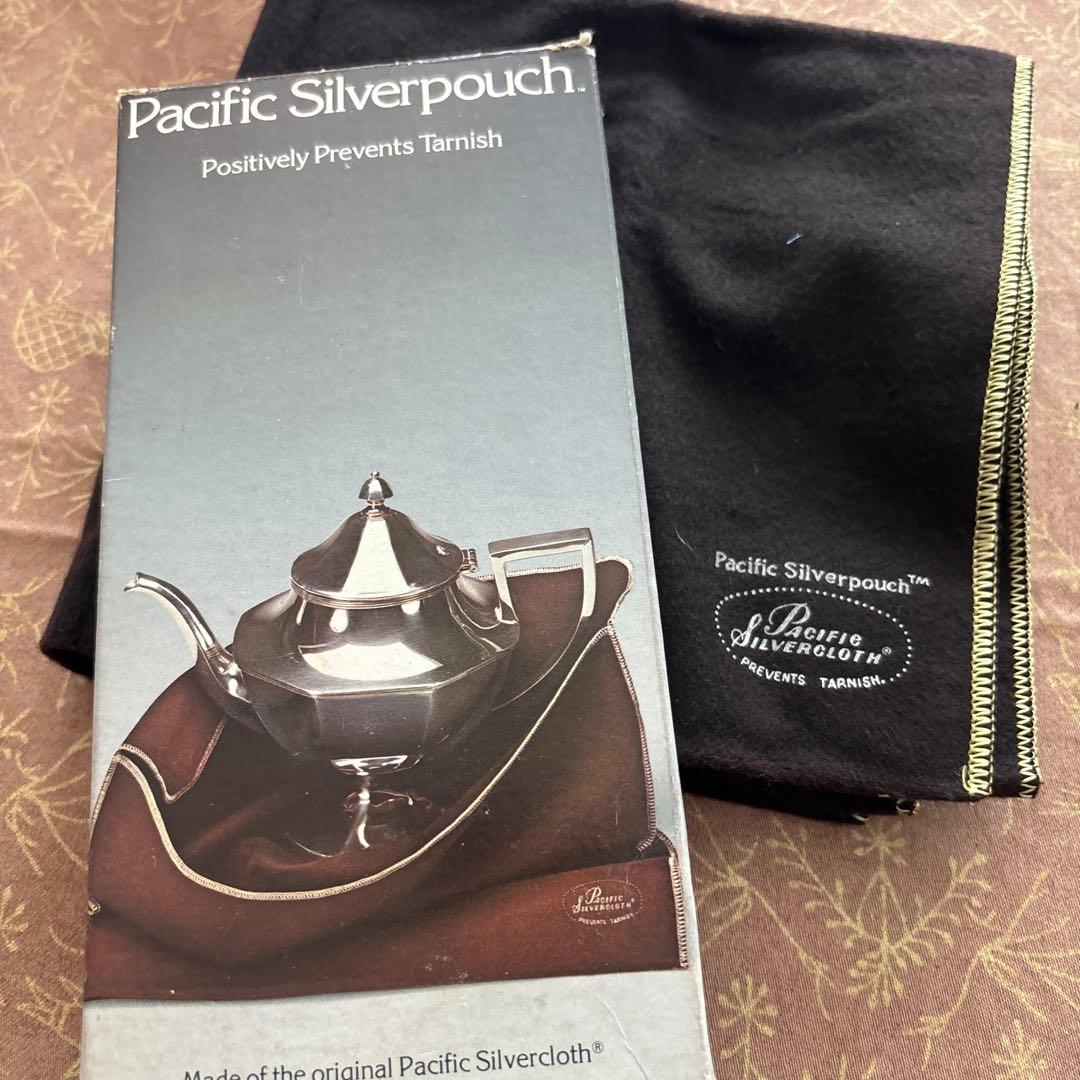 Pacific Silverpouch™
Positively Prevents Tarnish
Pacific
Silvercloth®
Prevents Tarnish
Made of the original Pacific Silvercloth®
Pacific Silverpouch™
Pacific
Silvercloth®
PREVENTS TARNISH.